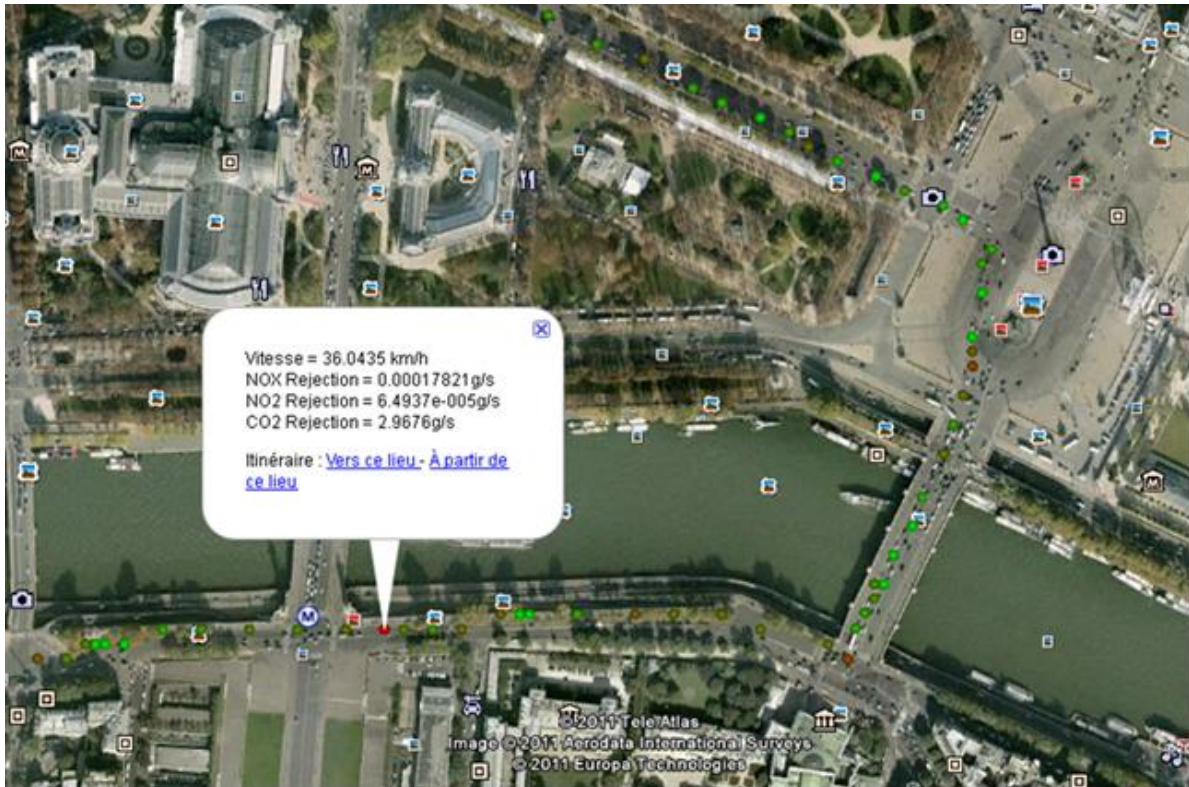 Vitesse = 36.0435 km/h
NOX Rejection = 0.00017821g/s
NO2 Rejection = 6.4937e-005g/s
CO2 Rejection = 2.9676g/s
Itinéraire : Vers ce lieu - À partir de
ce lieu
M
M
M
M
© 2011 Tele Atlas
Image © 2011 Aerodata International Surveys
© 2011 Europa Technologies